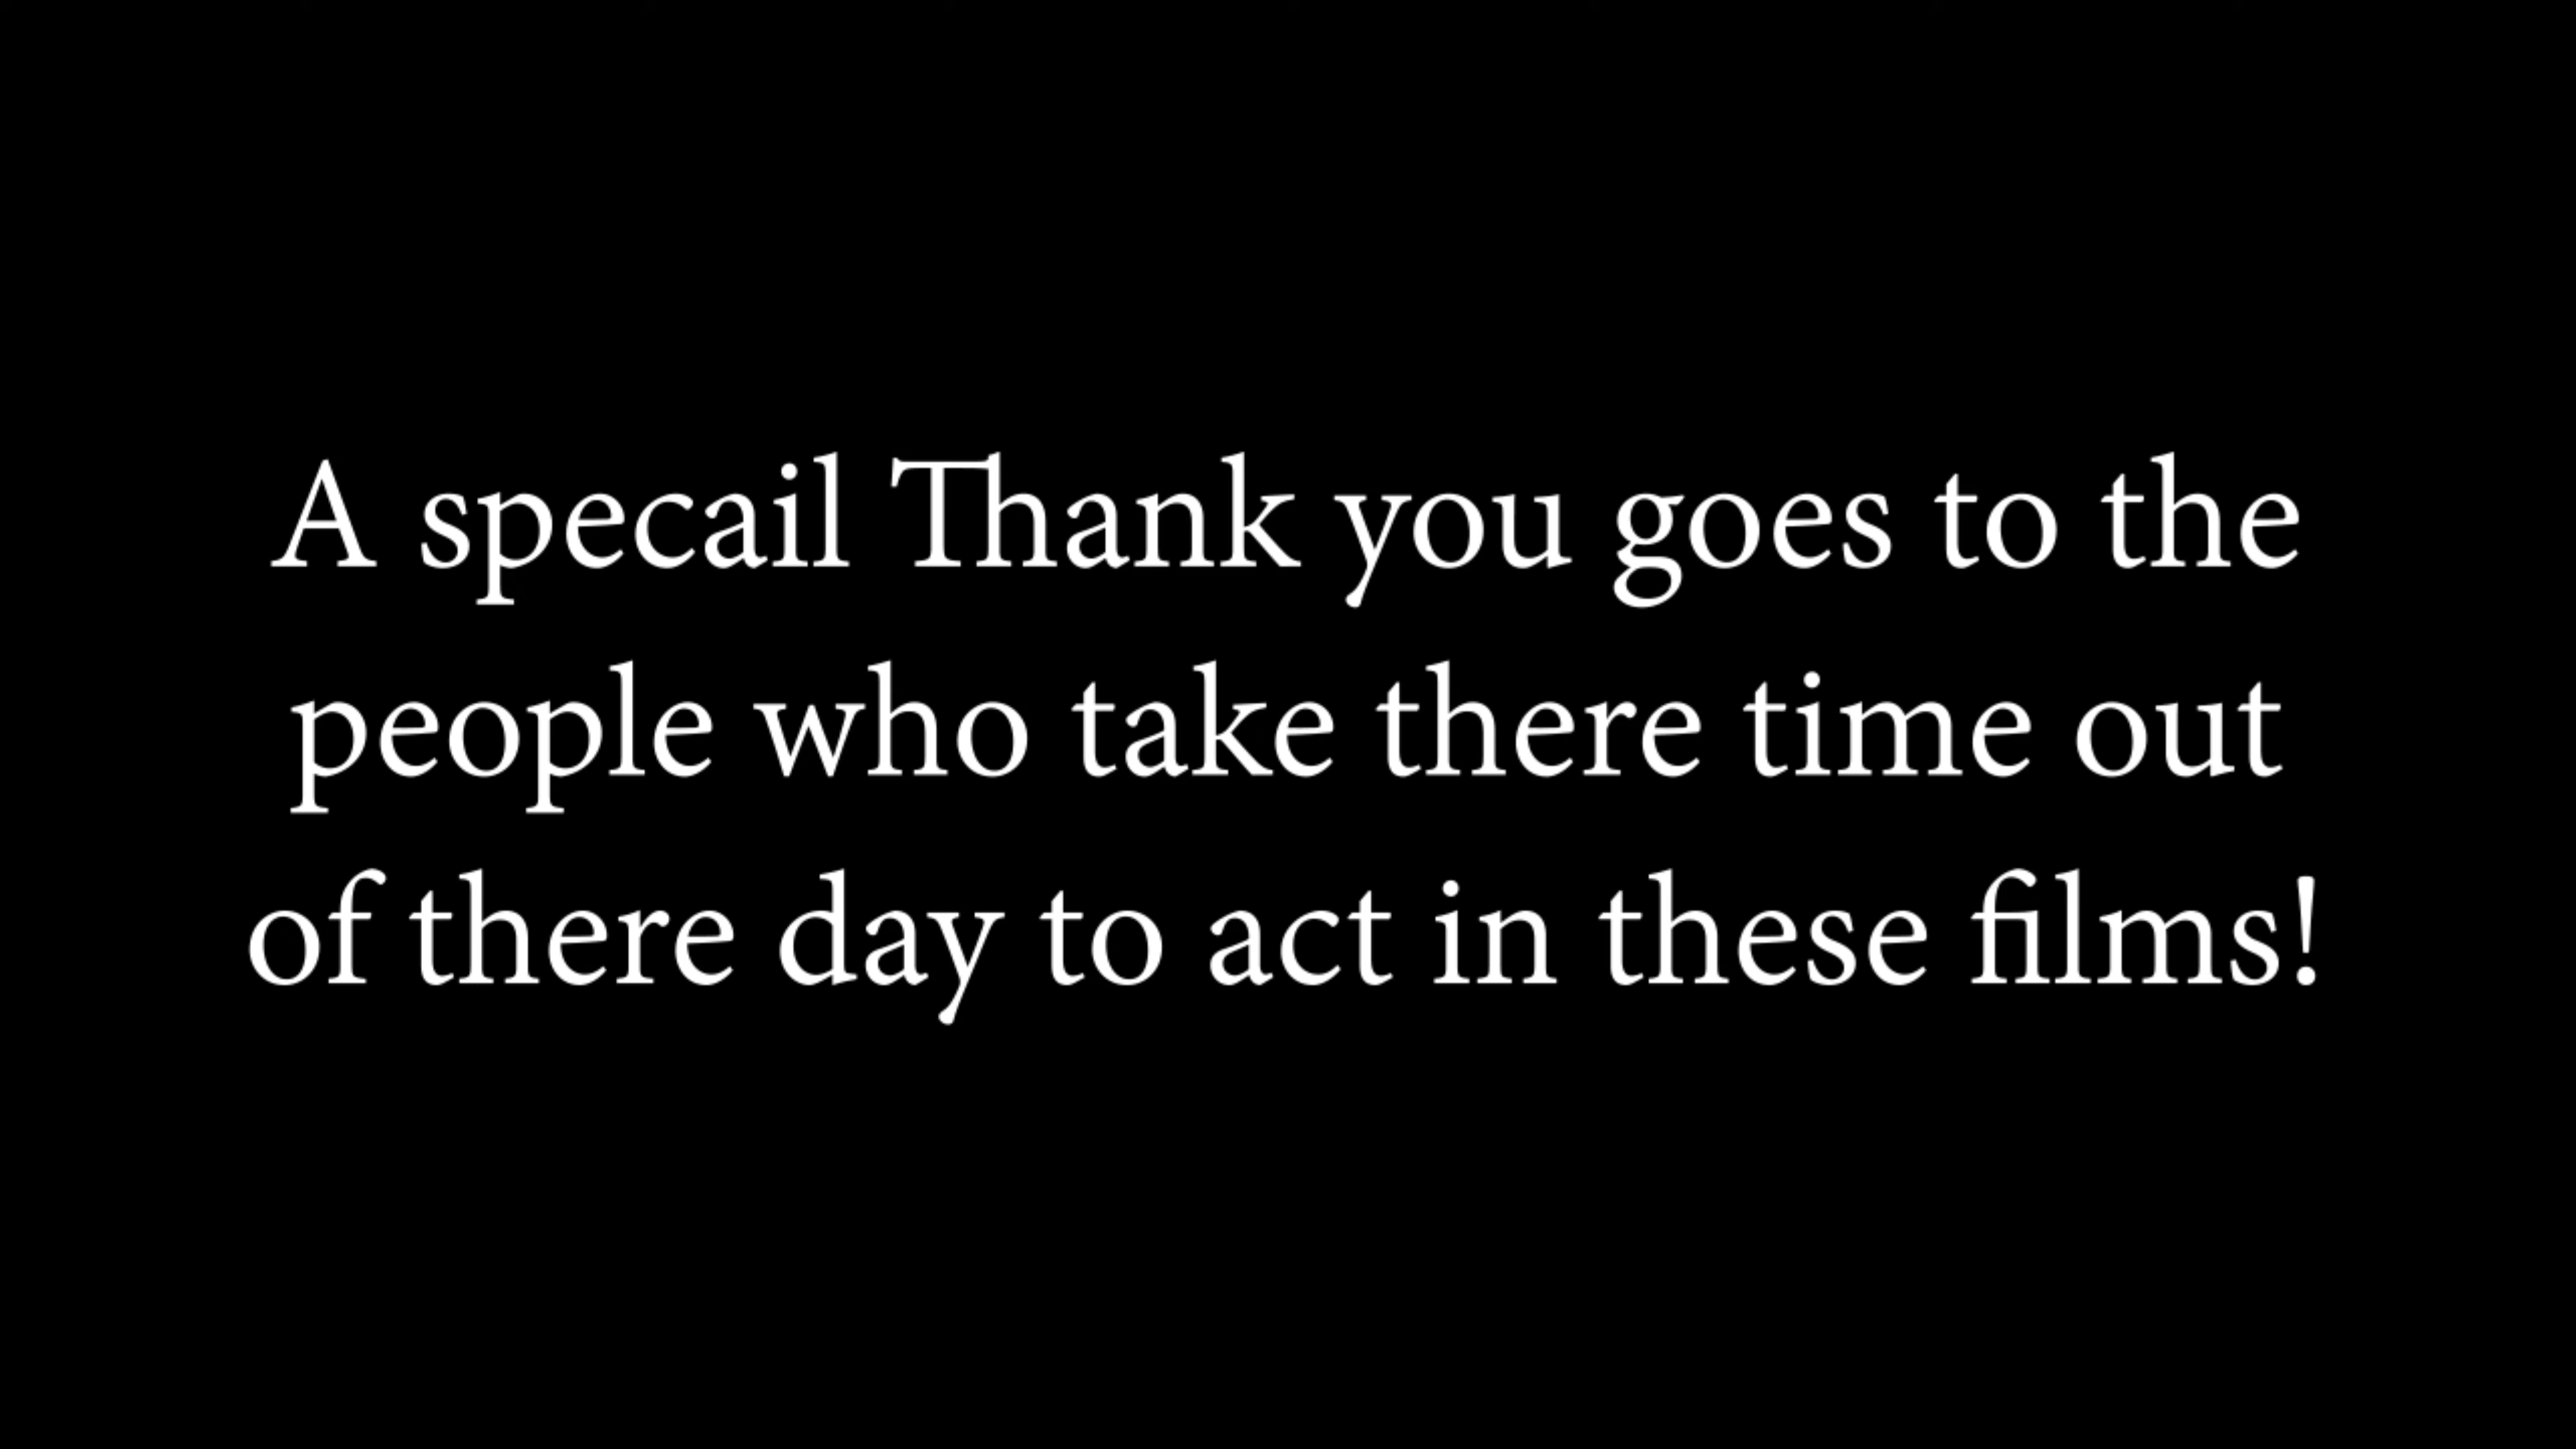 A specail Thank you goes to the
people who take there time out
of there day to act in these films!